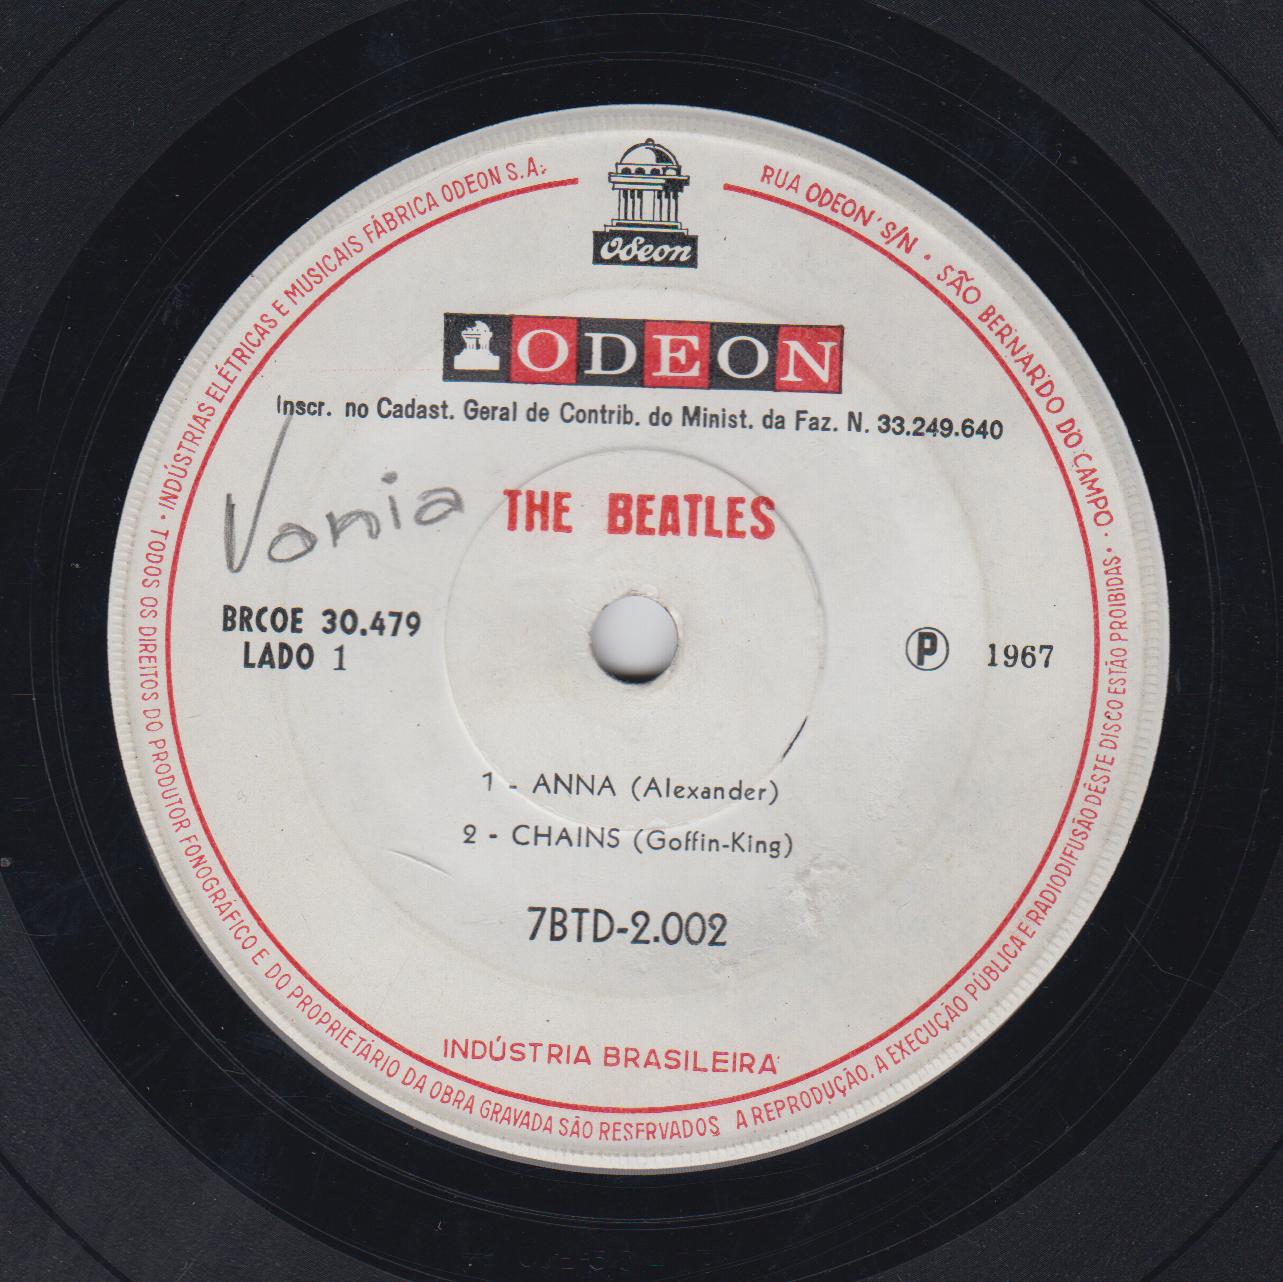 · INDÚSTRIAS ELÉTRICAS E MUSICAIS FÁBRICA ODEON S.A.
RUA ODEON S/N · SÃO BERNARDO DO CAMPO ·
Odeon
ODEON
Inscr. no Cadast. Geral de Contrib. do Minist. da Faz. N. 33.249.640
Vania
THE BEATLES
BRCOE 30.479
LADO 1
Ⓟ 1967
1 - ANNA (Alexander)
2 - CHAINS (Goffin-King)
7BTD-2.002
INDÚSTRIA BRASILEIRA
TODOS OS DIREITOS DO PRODUTOR FONOGRÁFICO E DO PROPRIETÁRIO DA OBRA GRAVADA SÃO RESERVADOS A REPRODUÇÃO. A EXECUÇÃO PÚBLICA E RADIODIFUSÃO DÊSTE DISCO ESTÃO PROIBIDAS ·